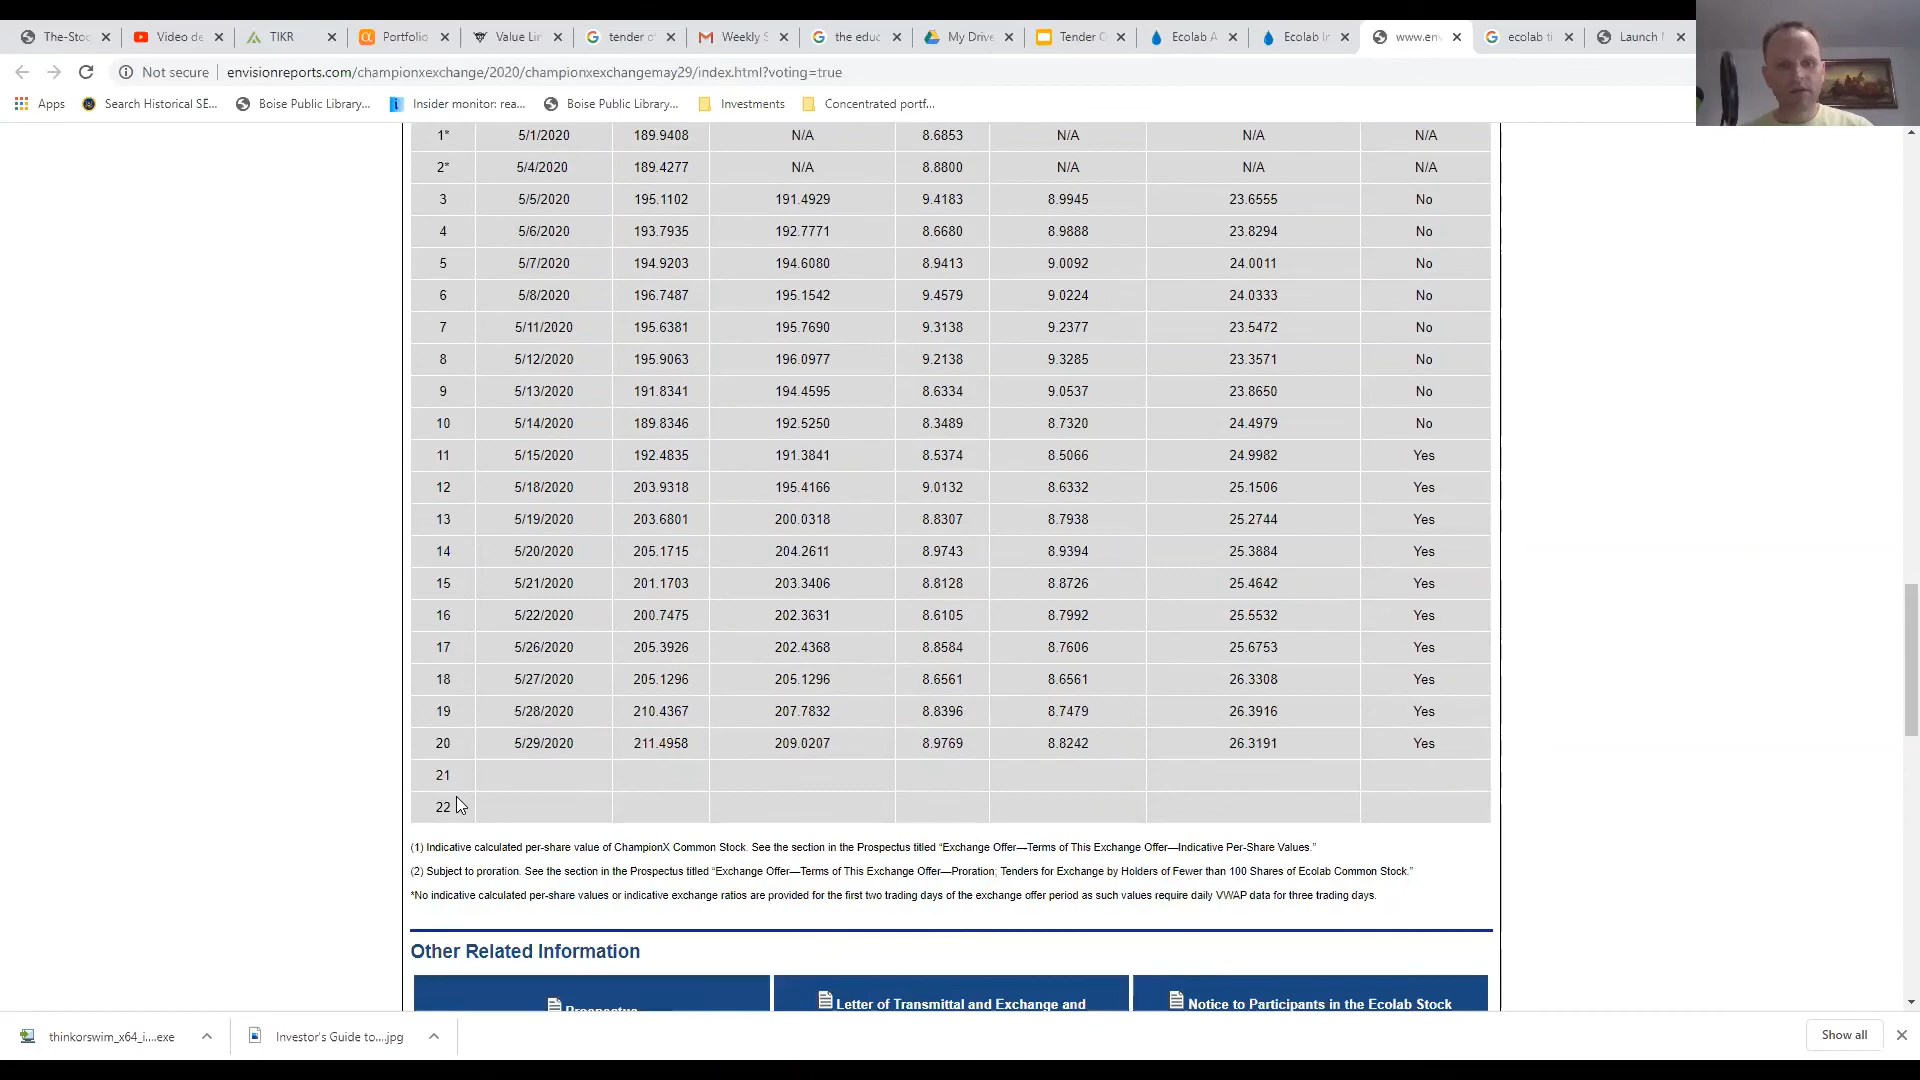 The-Stoc
Video de
TIKR
Portfolio
Value Lin
tender o
Weekly S
the educ
My Drive
Tender O
Ecolab A
Ecolab In
www.env
ecolab ti
Launch
Not secure envisionreports.com/championxexchange/2020/championxexchangemay29/index.html?voting=true
Apps Search Historical SE... Boise Public Library... Insider monitor: rea... Boise Public Library... Investments Concentrated portf...
1* 5/1/2020 189.9408 N/A 8.6853 N/A N/A N/A
2* 5/4/2020 189.4277 N/A 8.8800 N/A N/A N/A
3 5/5/2020 195.1102 191.4929 9.4183 8.9945 23.6555 No
4 5/6/2020 193.7935 192.7771 8.6680 8.9888 23.8294 No
5 5/7/2020 194.9203 194.6080 8.9413 9.0092 24.0011 No
6 5/8/2020 196.7487 195.1542 9.4579 9.0224 24.0333 No
7 5/11/2020 195.6381 195.7690 9.3138 9.2377 23.5472 No
8 5/12/2020 195.9063 196.0977 9.2138 9.3285 23.3571 No
9 5/13/2020 191.8341 194.4595 8.6334 9.0537 23.8650 No
10 5/14/2020 189.8346 192.5250 8.3489 8.7320 24.4979 No
11 5/15/2020 192.4835 191.3841 8.5374 8.5066 24.9982 Yes
12 5/18/2020 203.9318 195.4166 9.0132 8.6332 25.1506 Yes
13 5/19/2020 203.6801 200.0318 8.8307 8.7938 25.2744 Yes
14 5/20/2020 205.1715 204.2611 8.9743 8.9394 25.3884 Yes
15 5/21/2020 201.1703 203.3406 8.8128 8.8726 25.4642 Yes
16 5/22/2020 200.7475 202.3631 8.6105 8.7992 25.5532 Yes
17 5/26/2020 205.3926 202.4368 8.8584 8.7606 25.6753 Yes
18 5/27/2020 205.1296 205.1296 8.6561 8.6561 26.3308 Yes
19 5/28/2020 210.4367 207.7832 8.8396 8.7479 26.3916 Yes
20 5/29/2020 211.4958 209.0207 8.9769 8.8242 26.3191 Yes
21
22
(1) Indicative calculated per-share value of ChampionX Common Stock. See the section in the Prospectus titled “Exchange Offer—Terms of This Exchange Offer—Indicative Per-Share Values.”
(2) Subject to proration. See the section in the Prospectus titled “Exchange Offer—Terms of This Exchange Offer—Proration; Tenders for Exchange by Holders of Fewer than 100 Shares of Ecolab Common Stock.”
*No indicative calculated per-share values or indicative exchange ratios are provided for the first two trading days of the exchange offer period as such values require daily VWAP data for three trading days.
Other Related Information
Prospectus
Letter of Transmittal and Exchange and
Notice to Participants in the Ecolab Stock
thinkorswim_x64_i....exe
Investor's Guide to....jpg
Show all